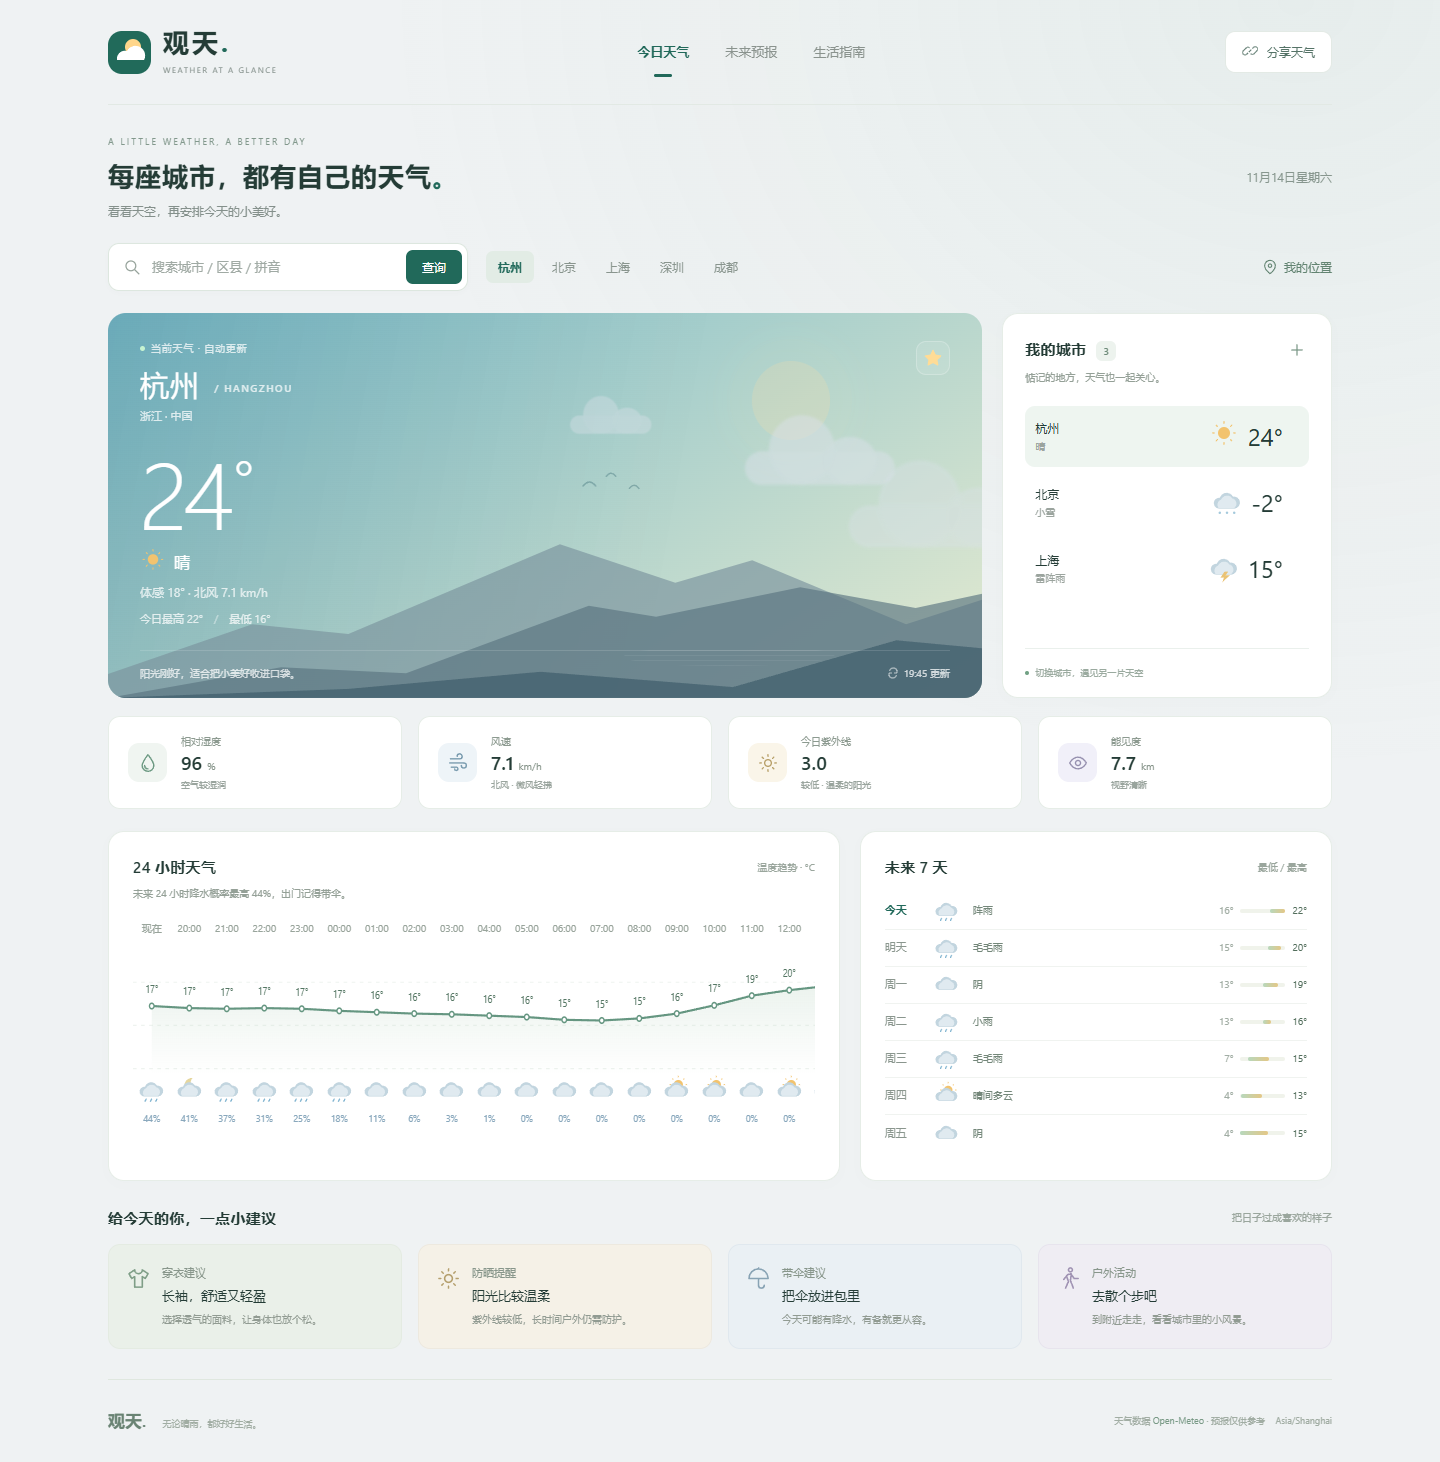 观天.
WEATHER AT A GLANCE
今日天气 未来预报 生活指南
分享天气
A LITTLE WEATHER, A BETTER DAY
每座城市，都有自己的天气。
11月14日星期六
看看天空，再安排今天的小美好。
搜索城市 / 区县 / 拼音 查询 杭州 北京 上海 深圳 成都
我的位置
当前天气 · 自动更新
杭州 / HANGZHOU
浙江 · 中国
24°
晴
体感 18° · 北风 7.1 km/h
今日最高 22° / 最低 16°
阳光刚好，适合把小美好收进口袋。
19:45 更新
我的城市 3
惦记的地方，天气也一起关心。
杭州
晴
24°
北京
小雪
-2°
上海
雷阵雨
15°
切换城市，遇见另一片天空
相对湿度
96 %
空气较湿润
风速
7.1 km/h
北风 · 微风轻拂
今日紫外线
3.0
较低 · 温柔的阳光
能见度
7.7 km
视野清晰
24 小时天气
温度趋势 · °C
未来 24 小时降水概率最高 44%，出门记得带伞。
现在 20:00 21:00 22:00 23:00 00:00 01:00 02:00 03:00 04:00 05:00 06:00 07:00 08:00 09:00 10:00 11:00 12:00
17° 17° 17° 17° 17° 17° 16° 16° 16° 16° 16° 15° 15° 15° 16° 17° 19° 20°
44% 41% 37% 31% 25% 18% 11% 6% 3% 1% 0% 0% 0% 0% 0% 0% 0% 0%
未来 7 天
最低 / 最高
今天 阵雨 16° 22°
明天 毛毛雨 15° 20°
周一 阴 13° 19°
周二 小雨 13° 16°
周三 毛毛雨 7° 15°
周四 晴间多云 4° 13°
周五 阴 4° 15°
给今天的你，一点小建议
把日子过成喜欢的样子
穿衣建议
长袖，舒适又轻盈
选择透气的面料，让身体也放个松。
防晒提醒
阳光比较温柔
紫外线较低，长时间户外仍需防护。
带伞建议
把伞放进包里
今天可能有降水，有备就更从容。
户外活动
去散个步吧
到附近走走，看看城市里的小风景。
观天.
无论晴雨，都好好生活。
天气数据 Open-Meteo · 预报仅供参考 Asia/Shanghai